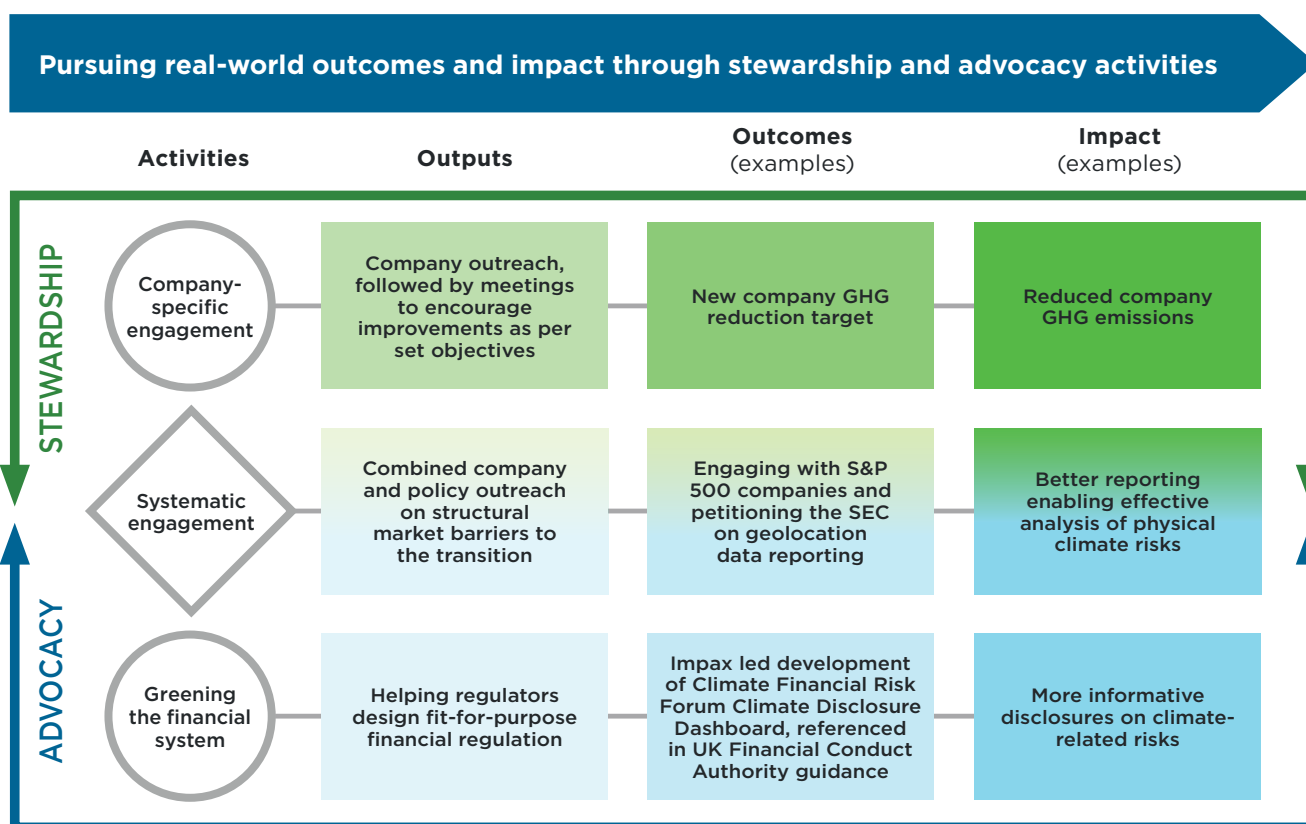 Pursuing real-world outcomes and impact through stewardship and advocacy activities
Activities
Outputs
Outcomes
(examples)
Impact
(examples)
STEWARDSHIP
Company-
specific
engagement
Company outreach,
followed by meetings
to encourage
improvements as per
set objectives
New company GHG
reduction target
Reduced company
GHG emissions
Systematic
engagement
Combined company
and policy outreach
on structural
market barriers to
the transition
Engaging with S&P
500 companies and
petitioning the SEC
on geolocation
data reporting
Better reporting
enabling effective
analysis of physical
climate risks
ADVOCACY
Greening
the financial
system
Helping regulators
design fit-for-purpose
financial regulation
Impax led development
of Climate Financial Risk
Forum Climate Disclosure
Dashboard, referenced
in UK Financial Conduct
Authority guidance
More informative
disclosures on climate-
related risks